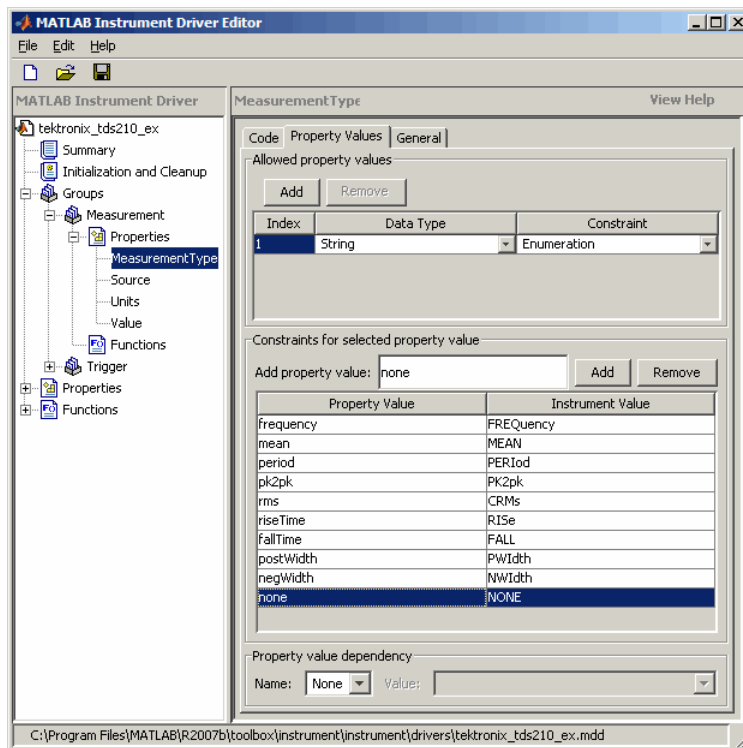 MATLAB Instrument Driver Editor
File Edit Help
MATLAB Instrument Driver
MeasurementType View Help
tektronix_tds210_ex
Summary
Initialization and Cleanup
Groups
Measurement
Properties
MeasurementType
Source
Units
Value
Functions
Trigger
Properties
Functions
Code Property Values General
Allowed property values
Add Remove
Index Data Type Constraint
1 String Enumeration
Constraints for selected property value
Add property value: none Add Remove
Property Value Instrument Value
frequency FREQuency
mean MEAN
period PERIod
pk2pk PK2pk
rms CRMs
riseTime RISe
fallTime FALL
postWidth PWIdth
negWidth NWIdth
none NONE
Property value dependency
Name: None Value:
C:\Program Files\MATLAB\R2007b\toolbox\instrument\instrument\drivers\tektronix_tds210_ex.mdd